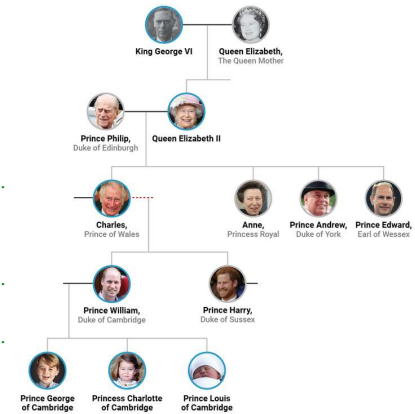 King George VI
Queen Elizabeth,
The Queen Mother
Prince Philip,
Duke of Edinburgh
Queen Elizabeth II
Charles,
Prince of Wales
Anne,
Princess Royal
Prince Andrew,
Duke of York
Prince Edward,
Earl of Wessex
Prince William,
Duke of Cambridge
Prince Harry,
Duke of Sussex
Prince George
of Cambridge
Princess Charlotte
of Cambridge
Prince Louis
of Cambridge